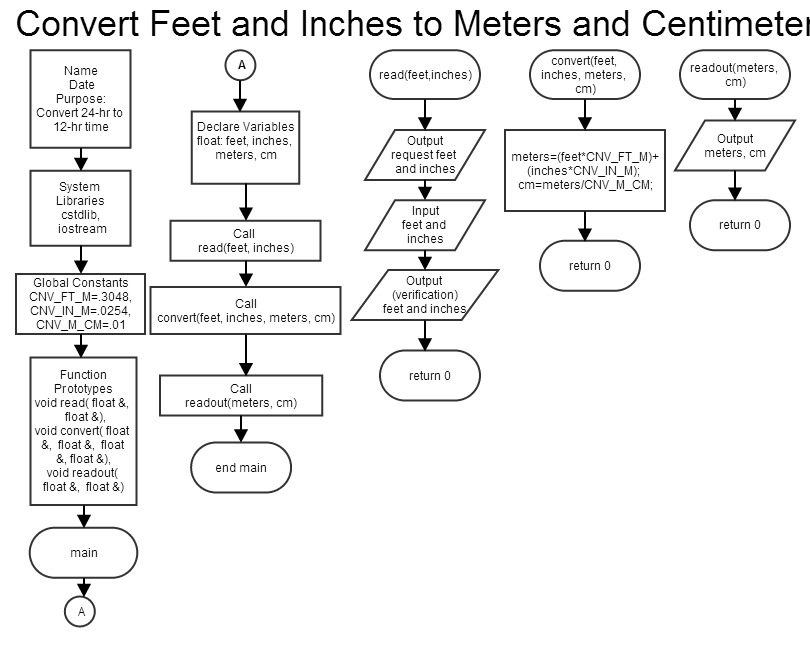 Convert Feet and Inches to Meters and Centimeter
Name
Date
Purpose:
Convert 24-hr to
12-hr time
System
Libraries
cstdlib,
iostream
Global Constants
CNV_FT_M=.3048,
CNV_IN_M=.0254,
CNV_M_CM=.01
Function
Prototypes
void read( float &,
float &),
void convert( float
&, float &, float
&, float &),
void readout(
float &, float &)
main
A
A
Declare Variables
float: feet, inches,
meters, cm
Call
read(feet, inches)
Call
convert(feet, inches, meters, cm)
Call
readout(meters, cm)
end main
read(feet,inches)
Output
request feet
and inches
Input
feet and
inches
Output
(verification)
feet and inches
return 0
convert(feet,
inches, meters,
cm)
meters=(feet*CNV_FT_M)+
(inches*CNV_IN_M);
cm=meters/CNV_M_CM;
return 0
readout(meters,
cm)
Output
meters, cm
return 0